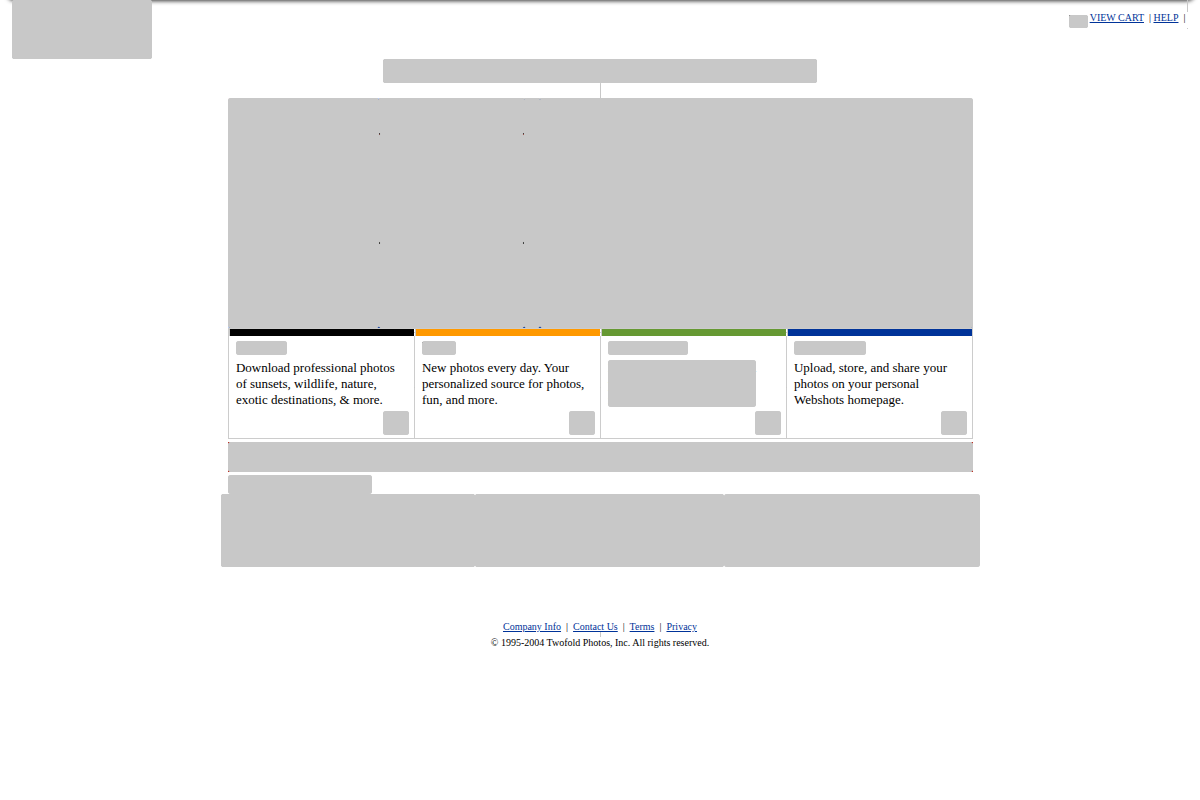 VIEW CART | HELP |
Download professional photos
of sunsets, wildlife, nature,
exotic destinations, & more.
New photos every day. Your
personalized source for photos,
fun, and more.
Upload, store, and share your
photos on your personal
Webshots homepage.
Company Info | Contact Us | Terms | Privacy
© 1995-2004 Twofold Photos, Inc. All rights reserved.